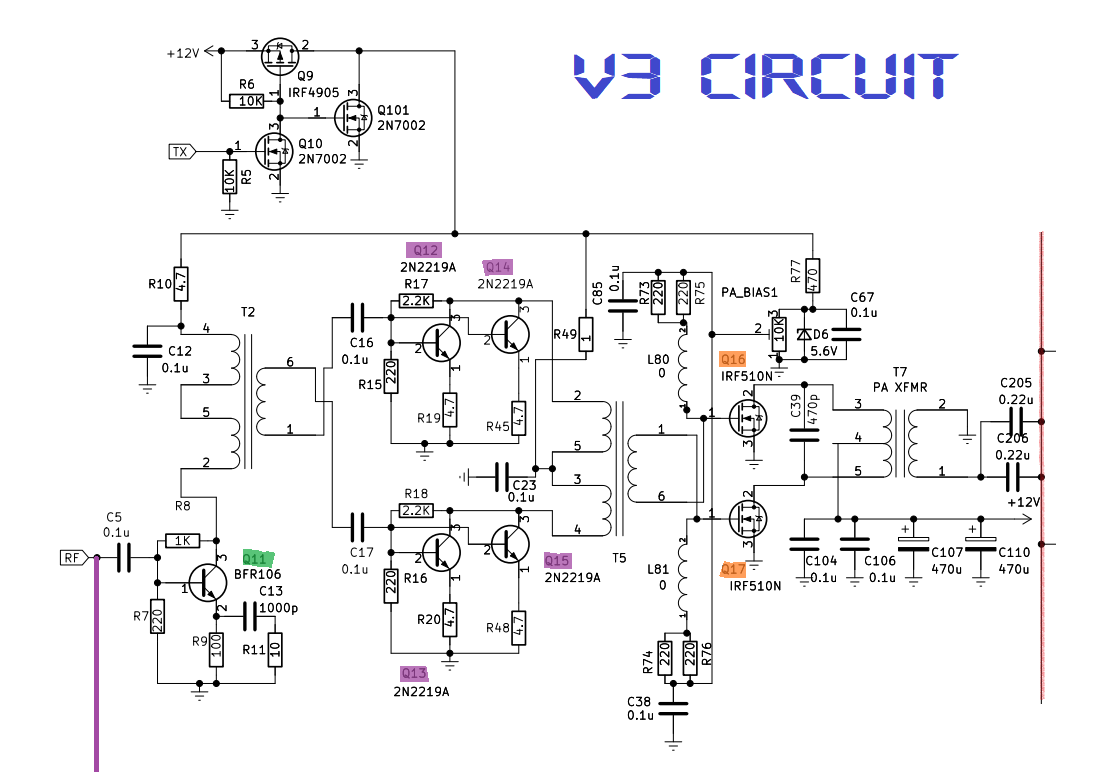 V3 CIRCUIT
+12V
3
2
Q9
IRF4905
R6
10K
1
3
1
3
Q101
2N7002
2
TX
1
Q10
2N7002
2
10K
R5
R10
4.7
T2
4
C12
0.1u
3
5
2
6
1
R8
C5
0.1u
RF
1K
Q11
BFR106
3
1
2
C13
1000p
R7
220
R9
100
R11
10
Q12
2N2219A
R17
2.2K
Q14
2N2219A
3
3
C16
0.1u
2
2
1
1
R15
220
R19
4.7
R45
4.7
R49
1
C23
0.1u
R18
2.2K
3
3
C17
0.1u
2
2
1
1
220
R16
R20
4.7
R48
4.7
Q15
2N2219A
Q13
2N2219A
2
5
3
4
T5
1
6
C85
0.1u
R73
220
220
R75
PA_BIAS1
R77
470
2
10K
3
1
D6
5.6V
C67
0.1u
2
L80
0
1
Q16
IRF510N
1
2
3
C39
470p
T7
PA XFMR
3
4
5
2
1
C205
0.22u
C206
0.22u
+12V
2
L81
0
1
1
2
3
Q17
IRF510N
C104
0.1u
C106
0.1u
+
C107
470u
+
C110
470u
R74
220
220
R76
C38
0.1u